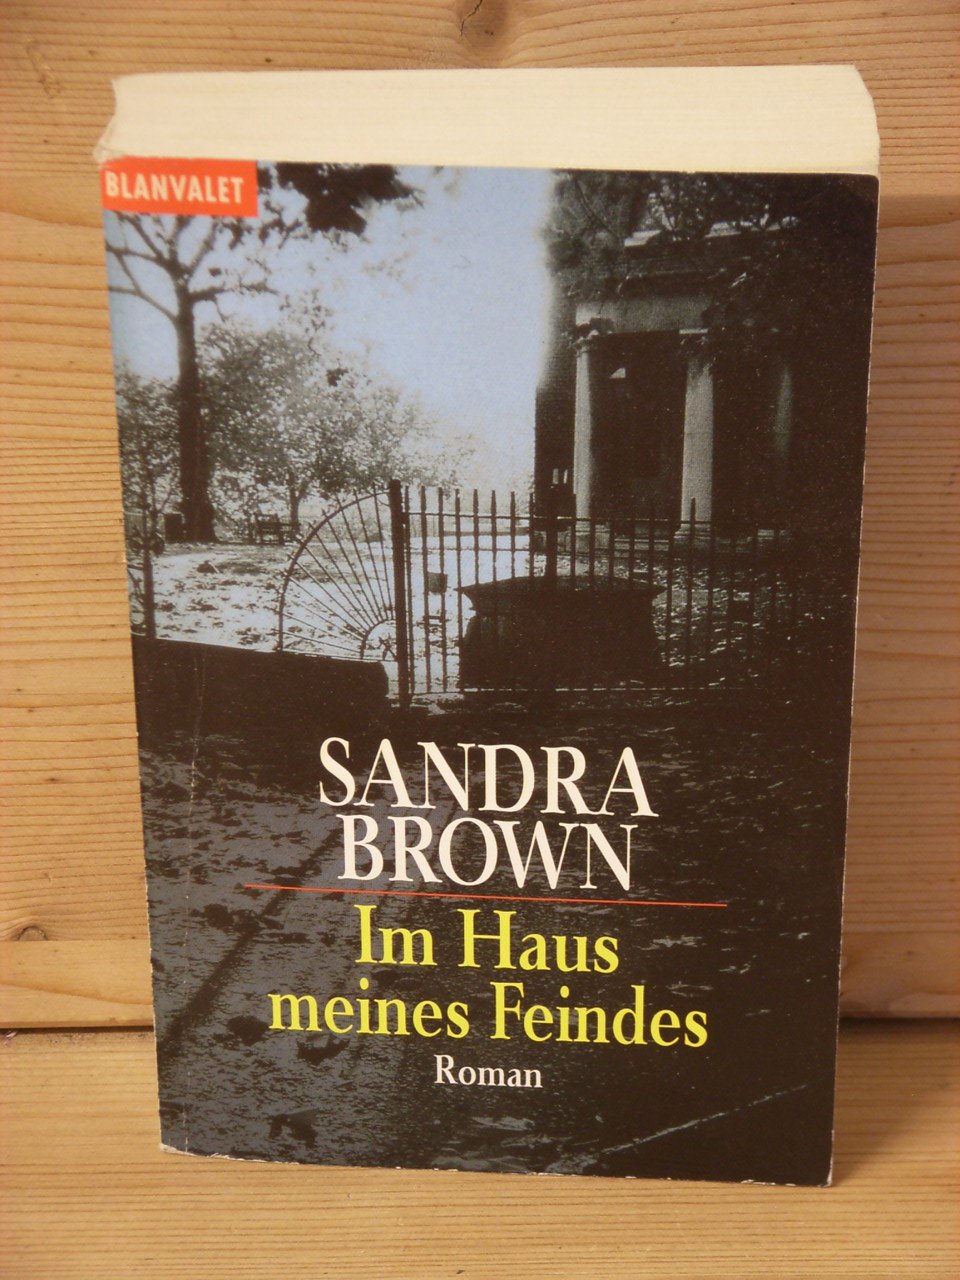 BLANVALET
SANDRA
BROWN
Im Haus
meines Feindes
Roman